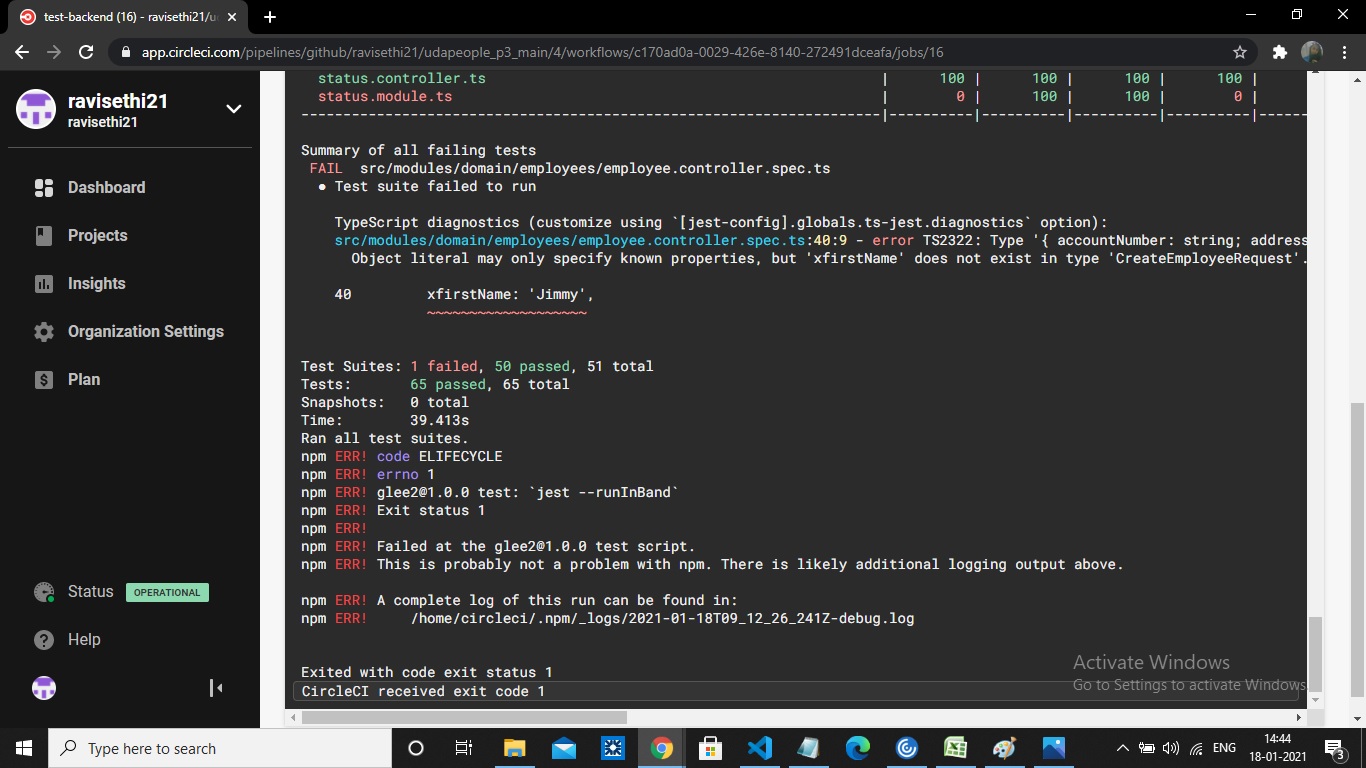 test-backend (16) - ravisethi21/u
app.circleci.com/pipelines/github/ravisethi21/udapeople_p3_main/4/workflows/c170ad0a-0029-426e-8140-272491dceafa/jobs/16
ravisethi21
ravisethi21
Dashboard
Projects
Insights
Organization Settings
Plan
Status OPERATIONAL
Help
status.controller.ts | 100 | 100 | 100 | 100 |
status.module.ts | 0 | 100 | 100 | 0 |
---------------------------------------------------------------------|----------|----------|----------|----------|------
Summary of all failing tests
FAIL src/modules/domain/employees/employee.controller.spec.ts
● Test suite failed to run
TypeScript diagnostics (customize using `[jest-config].globals.ts-jest.diagnostics` option):
src/modules/domain/employees/employee.controller.spec.ts:40:9 - error TS2322: Type '{ accountNumber: string; address
Object literal may only specify known properties, but 'xfirstName' does not exist in type 'CreateEmployeeRequest'.
40 xfirstName: 'Jimmy',
~~~~~~~~~~~~~~~~~~~
Test Suites: 1 failed, 50 passed, 51 total
Tests: 65 passed, 65 total
Snapshots: 0 total
Time: 39.413s
Ran all test suites.
npm ERR! code ELIFECYCLE
npm ERR! errno 1
npm ERR! glee2@1.0.0 test: `jest --runInBand`
npm ERR! Exit status 1
npm ERR!
npm ERR! Failed at the glee2@1.0.0 test script.
npm ERR! This is probably not a problem with npm. There is likely additional logging output above.
npm ERR! A complete log of this run can be found in:
npm ERR! /home/circleci/.npm/_logs/2021-01-18T09_12_26_241Z-debug.log
Exited with code exit status 1
CircleCI received exit code 1
Activate Windows
Go to Settings to activate Windows.
Type here to search
ENG
14:44
18-01-2021
3